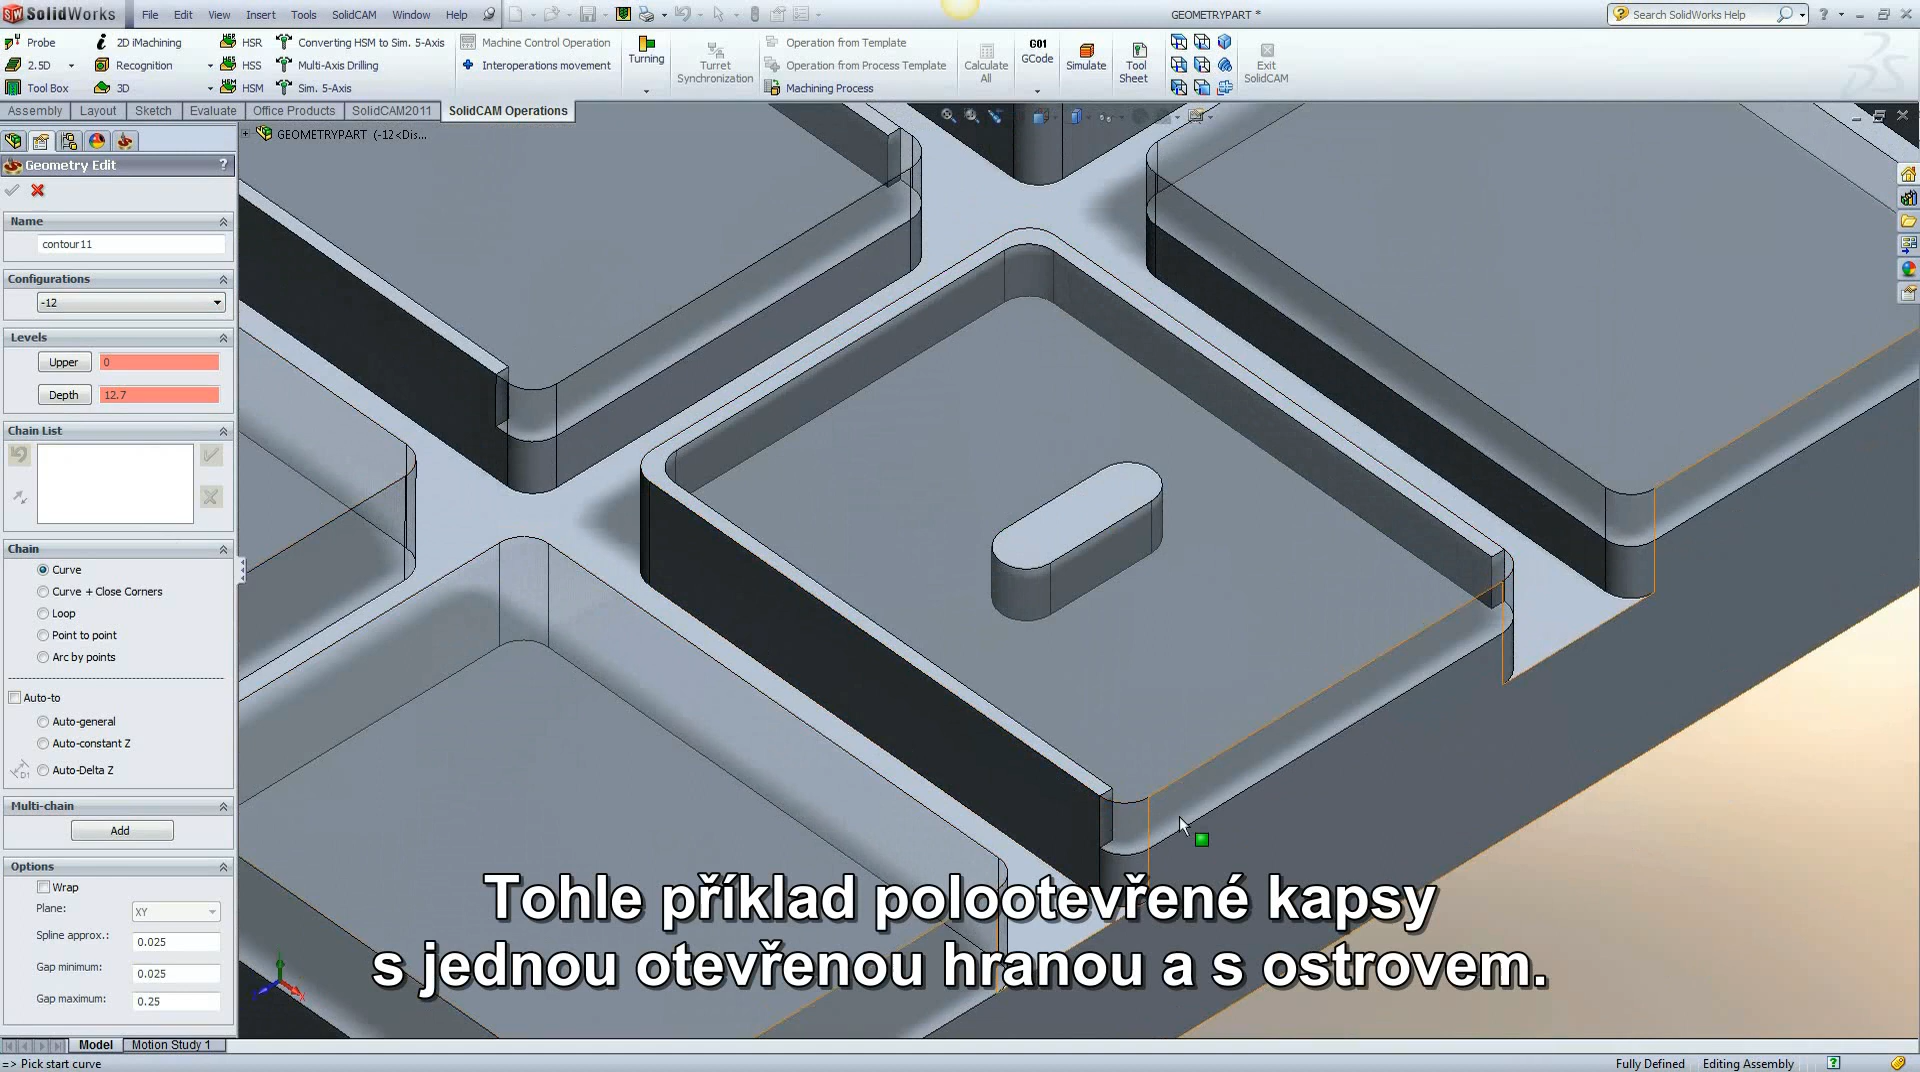 SolidWorks File Edit View Insert Tools SolidCAM Window Help GEOMETRYPART * Search SolidWorks Help
Probe 2D iMachining HSR Converting HSM to Sim. 5-Axis Machine Control Operation Operation from Template
2.5D Recognition HSS Multi-Axis Drilling Interoperations movement Operation from Process Template
Tool Box 3D HSM Sim. 5-Axis Machining Process
Turning
Turret
Synchronization
Calculate
All
G01
GCode
Simulate
Tool
Sheet
Exit
SolidCAM
Assembly Layout Sketch Evaluate Office Products SolidCAM2011 SolidCAM Operations
GEOMETRYPART (-12<Dis...
Geometry Edit ?
Name
contour11
Configurations
-12
Levels
Upper 0
Depth 12.7
Chain List
Chain
Curve
Curve + Close Corners
Loop
Point to point
Arc by points
Auto-to
Auto-general
Auto-constant Z
Auto-Delta Z
Multi-chain
Add
Options
Wrap
Plane: XY
Spline approx.: 0.025
Gap minimum: 0.025
Gap maximum: 0.25
Tohle příklad polootevřené kapsy
s jednou otevřenou hranou a s ostrovem.
Model Motion Study 1
=> Pick start curve Fully Defined Editing Assembly